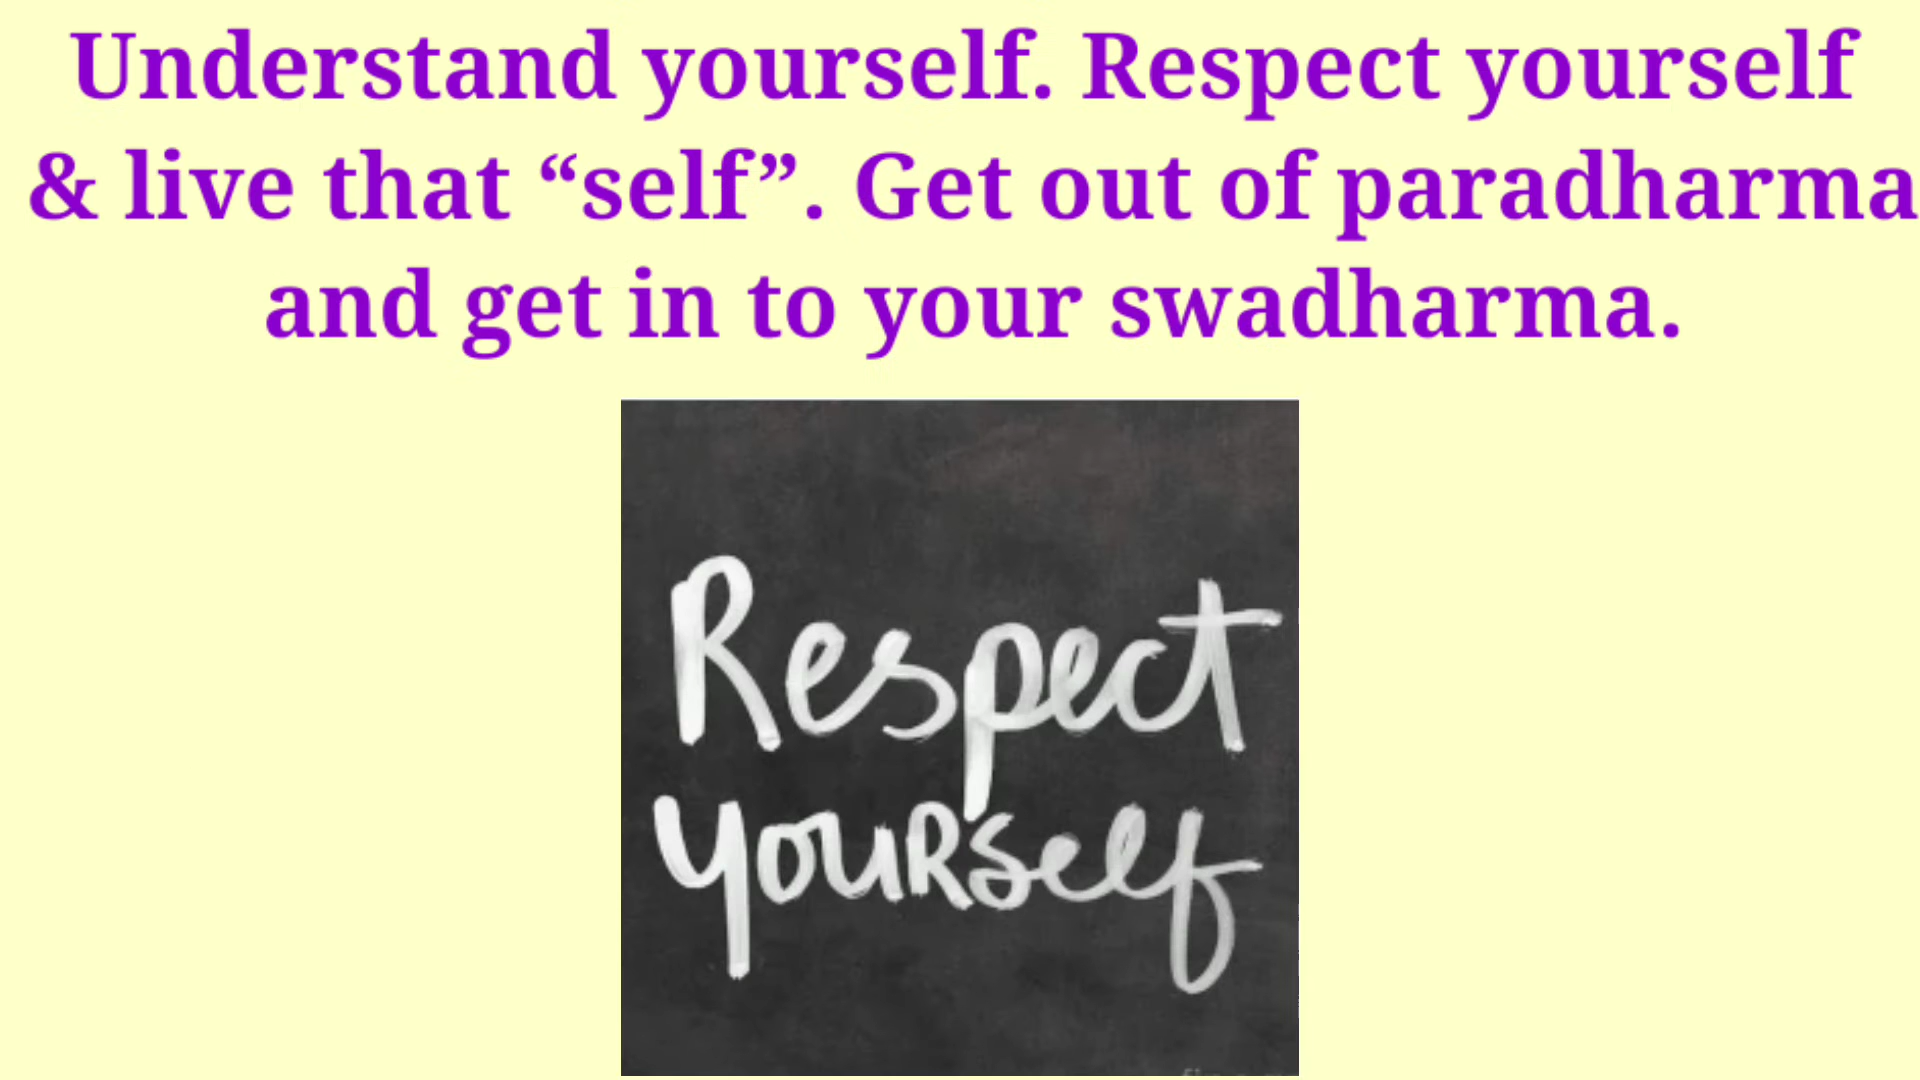 Understand yourself. Respect yourself
& live that “self”. Get out of paradharma
and get in to your swadharma.
Respect
yourself